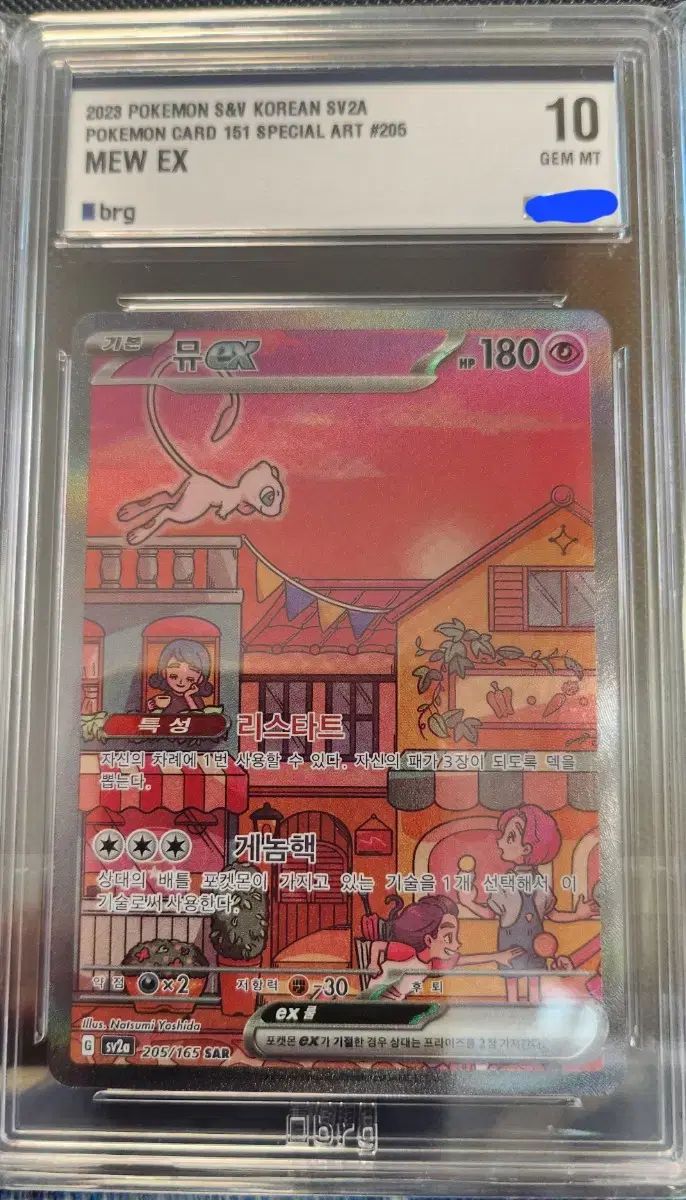 2023 POKEMON S&V KOREAN SV2A
POKEMON CARD 151 SPECIAL ART #205
MEW EX
10
GEM MT
brg
기본 뮤ex HP 180
특성 리스타트
자신의 차례에 1번 사용할 수 있다. 자신의 패가 3장이 되도록 덱을
뽑는다.
게놈핵
상대의 배틀 포켓몬이 가지고 있는 기술을 1개 선택해서 이
기술로써 사용한다.
약점 ×2 저항력 -30 후퇴
Illus. Natsumi Yoshida
ex 룰
포켓몬 ex가 기절한 경우 상대는 프라이즈를 2장 가져간다.
G sv2a 205/165 SAR
brg